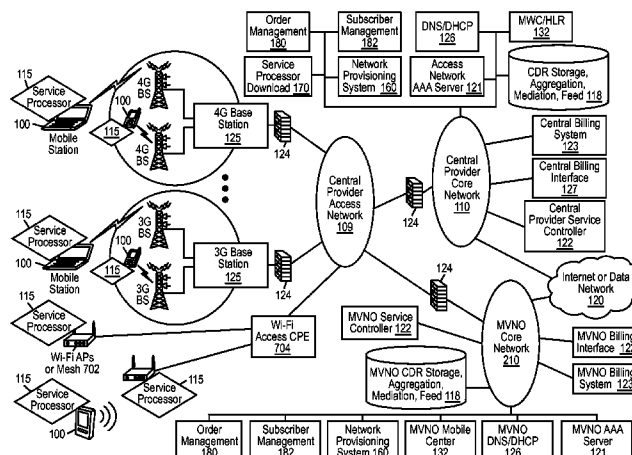 Order
Management
180
Subscriber
Management
182
DNS/DHCP
126
MWC/HLR
132
Service
Processor
Download 170
Network
Provisioning
System 160
Access
Network
AAA Server 121
CDR Storage,
Aggregation,
Mediation, Feed 118
115
Service
Processor
100
Mobile
Station
4G
BS
100
115
4G
BS
4G Base
Station
125
124
Central
Provider
Access
Network
109
124
Central
Provider
Core
Network
110
Central Billing
System
123
Central Billing
Interface
127
Central
Provider Service
Controller
122
115
Service
Processor
100
Mobile
Station
3G
BS
100
115
3G
BS
3G Base
Station
125
124
124
Internet or Data
Network
120
115
Service
Processor
Wi-Fi APs
or Mesh 702
Wi-Fi
Access CPE
704
MVNO Service
Controller 122
MVNO
Core
Network
210
MVNO Billing
Interface 122
MVNO Billing
System 123
115
Service
Processor
115
Service
Processor
100
MVNO CDR Storage,
Aggregation,
Mediation, Feed 118
Order
Management
180
Subscriber
Management
182
Network
Provisioning
System 160
MVNO Mobile
Center
132
MVNO
DNS/DHCP
126
MVNO AAA
Server
121